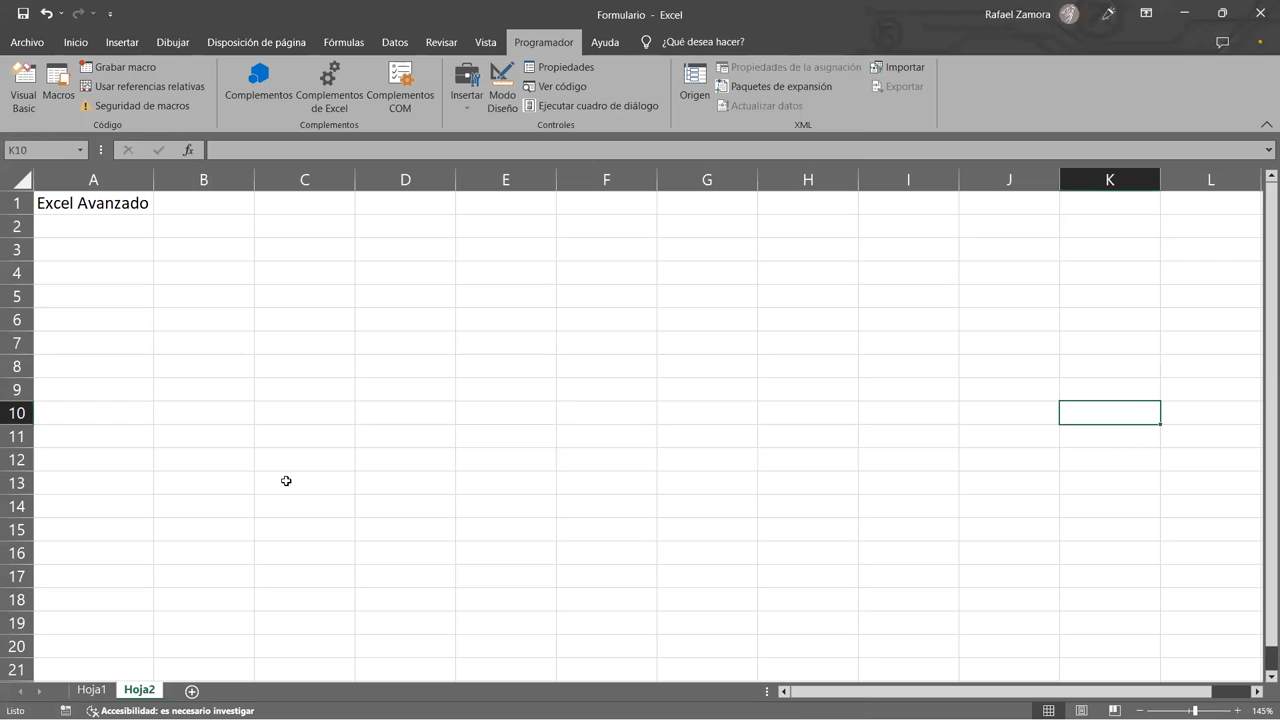 Formulario - Excel
Rafael Zamora
Archivo Inicio Insertar Dibujar Disposición de página Fórmulas Datos Revisar Vista Programador Ayuda ¿Qué desea hacer?
Visual Basic
Macros
Grabar macro
Usar referencias relativas
Seguridad de macros
Código
Complementos
Complementos de Excel
Complementos COM
Complementos
Insertar
Modo Diseño
Propiedades
Ver código
Ejecutar cuadro de diálogo
Controles
Origen
Propiedades de la asignación
Paquetes de expansión
Actualizar datos
Importar
Exportar
XML
K10
fx
A B C D E F G H I J K L
1 Excel Avanzado
2
3
4
5
6
7
8
9
10
11
12
13
14
15
16
17
18
19
20
21
Hoja1 Hoja2
Listo
Accesibilidad: es necesario investigar
145%